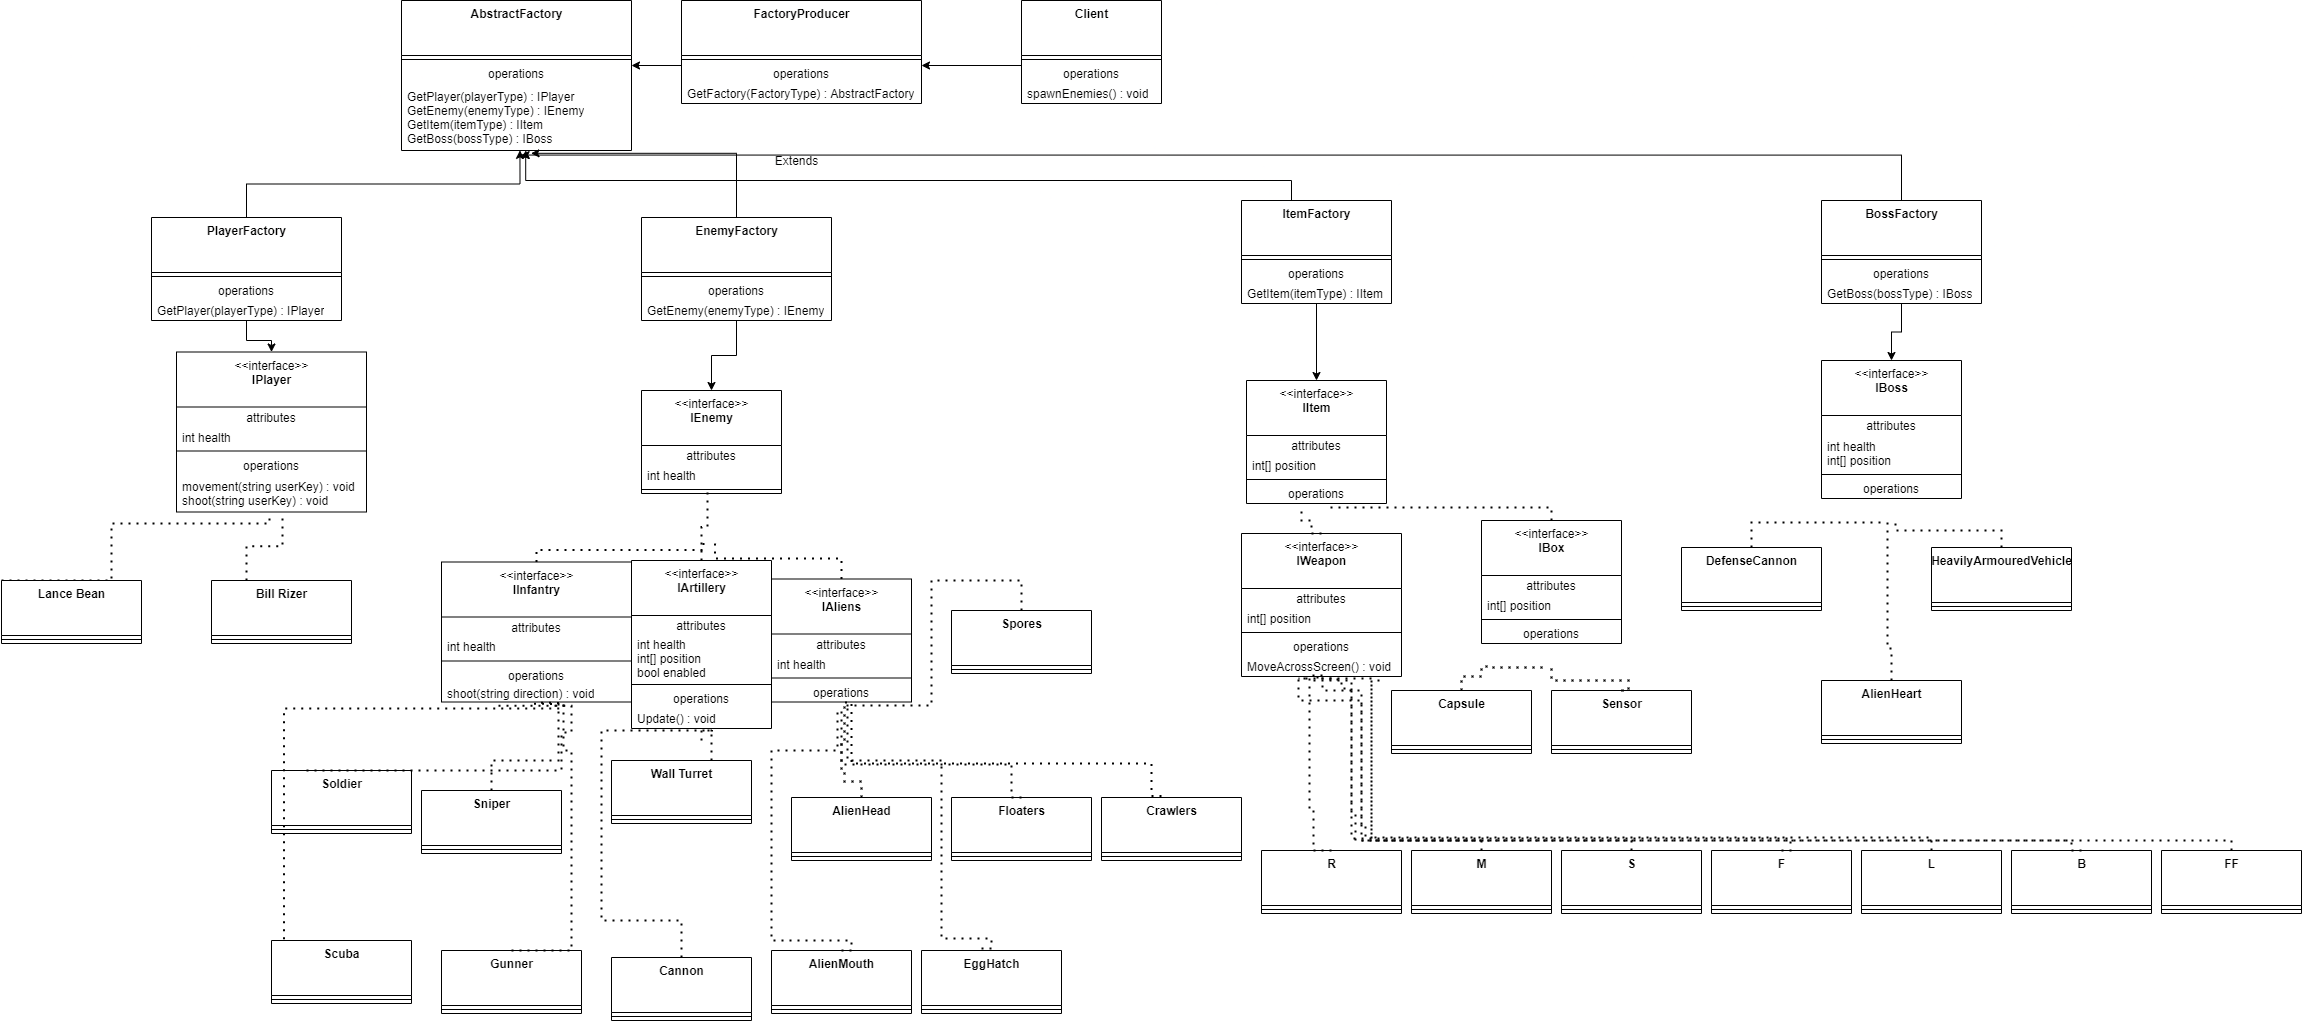 AbstractFactory
operations
GetPlayer(playerType) : IPlayer
GetEnemy(enemyType) : IEnemy
GetItem(itemType) : IItem
GetBoss(bossType) : IBoss
FactoryProducer
operations
GetFactory(FactoryType) : AbstractFactory
Client
operations
spawnEnemies() : void
Extends
PlayerFactory
operations
GetPlayer(playerType) : IPlayer
EnemyFactory
operations
GetEnemy(enemyType) : IEnemy
ItemFactory
operations
GetItem(itemType) : IItem
BossFactory
operations
GetBoss(bossType) : IBoss
<<interface>>
IPlayer
attributes
int health
operations
movement(string userKey) : void
shoot(string userKey) : void
<<interface>>
IEnemy
attributes
int health
<<interface>>
IItem
attributes
int[] position
operations
<<interface>>
IBoss
attributes
int health
int[] position
operations
Lance Bean
Bill Rizer
<<interface>>
IInfantry
attributes
int health
operations
shoot(string direction) : void
<<interface>>
IArtillery
attributes
int health
int[] position
bool enabled
operations
Update() : void
<<interface>>
IAliens
attributes
int health
operations
Spores
<<interface>>
IWeapon
attributes
int[] position
operations
MoveAcrossScreen() : void
<<interface>>
IBox
attributes
int[] position
operations
DefenseCannon
HeavilyArmouredVehicle
AlienHeart
Capsule
Sensor
Soldier
Sniper
Wall Turret
AlienHead
Floaters
Crawlers
R
M
S
F
L
B
FF
Scuba
Gunner
Cannon
AlienMouth
EggHatch